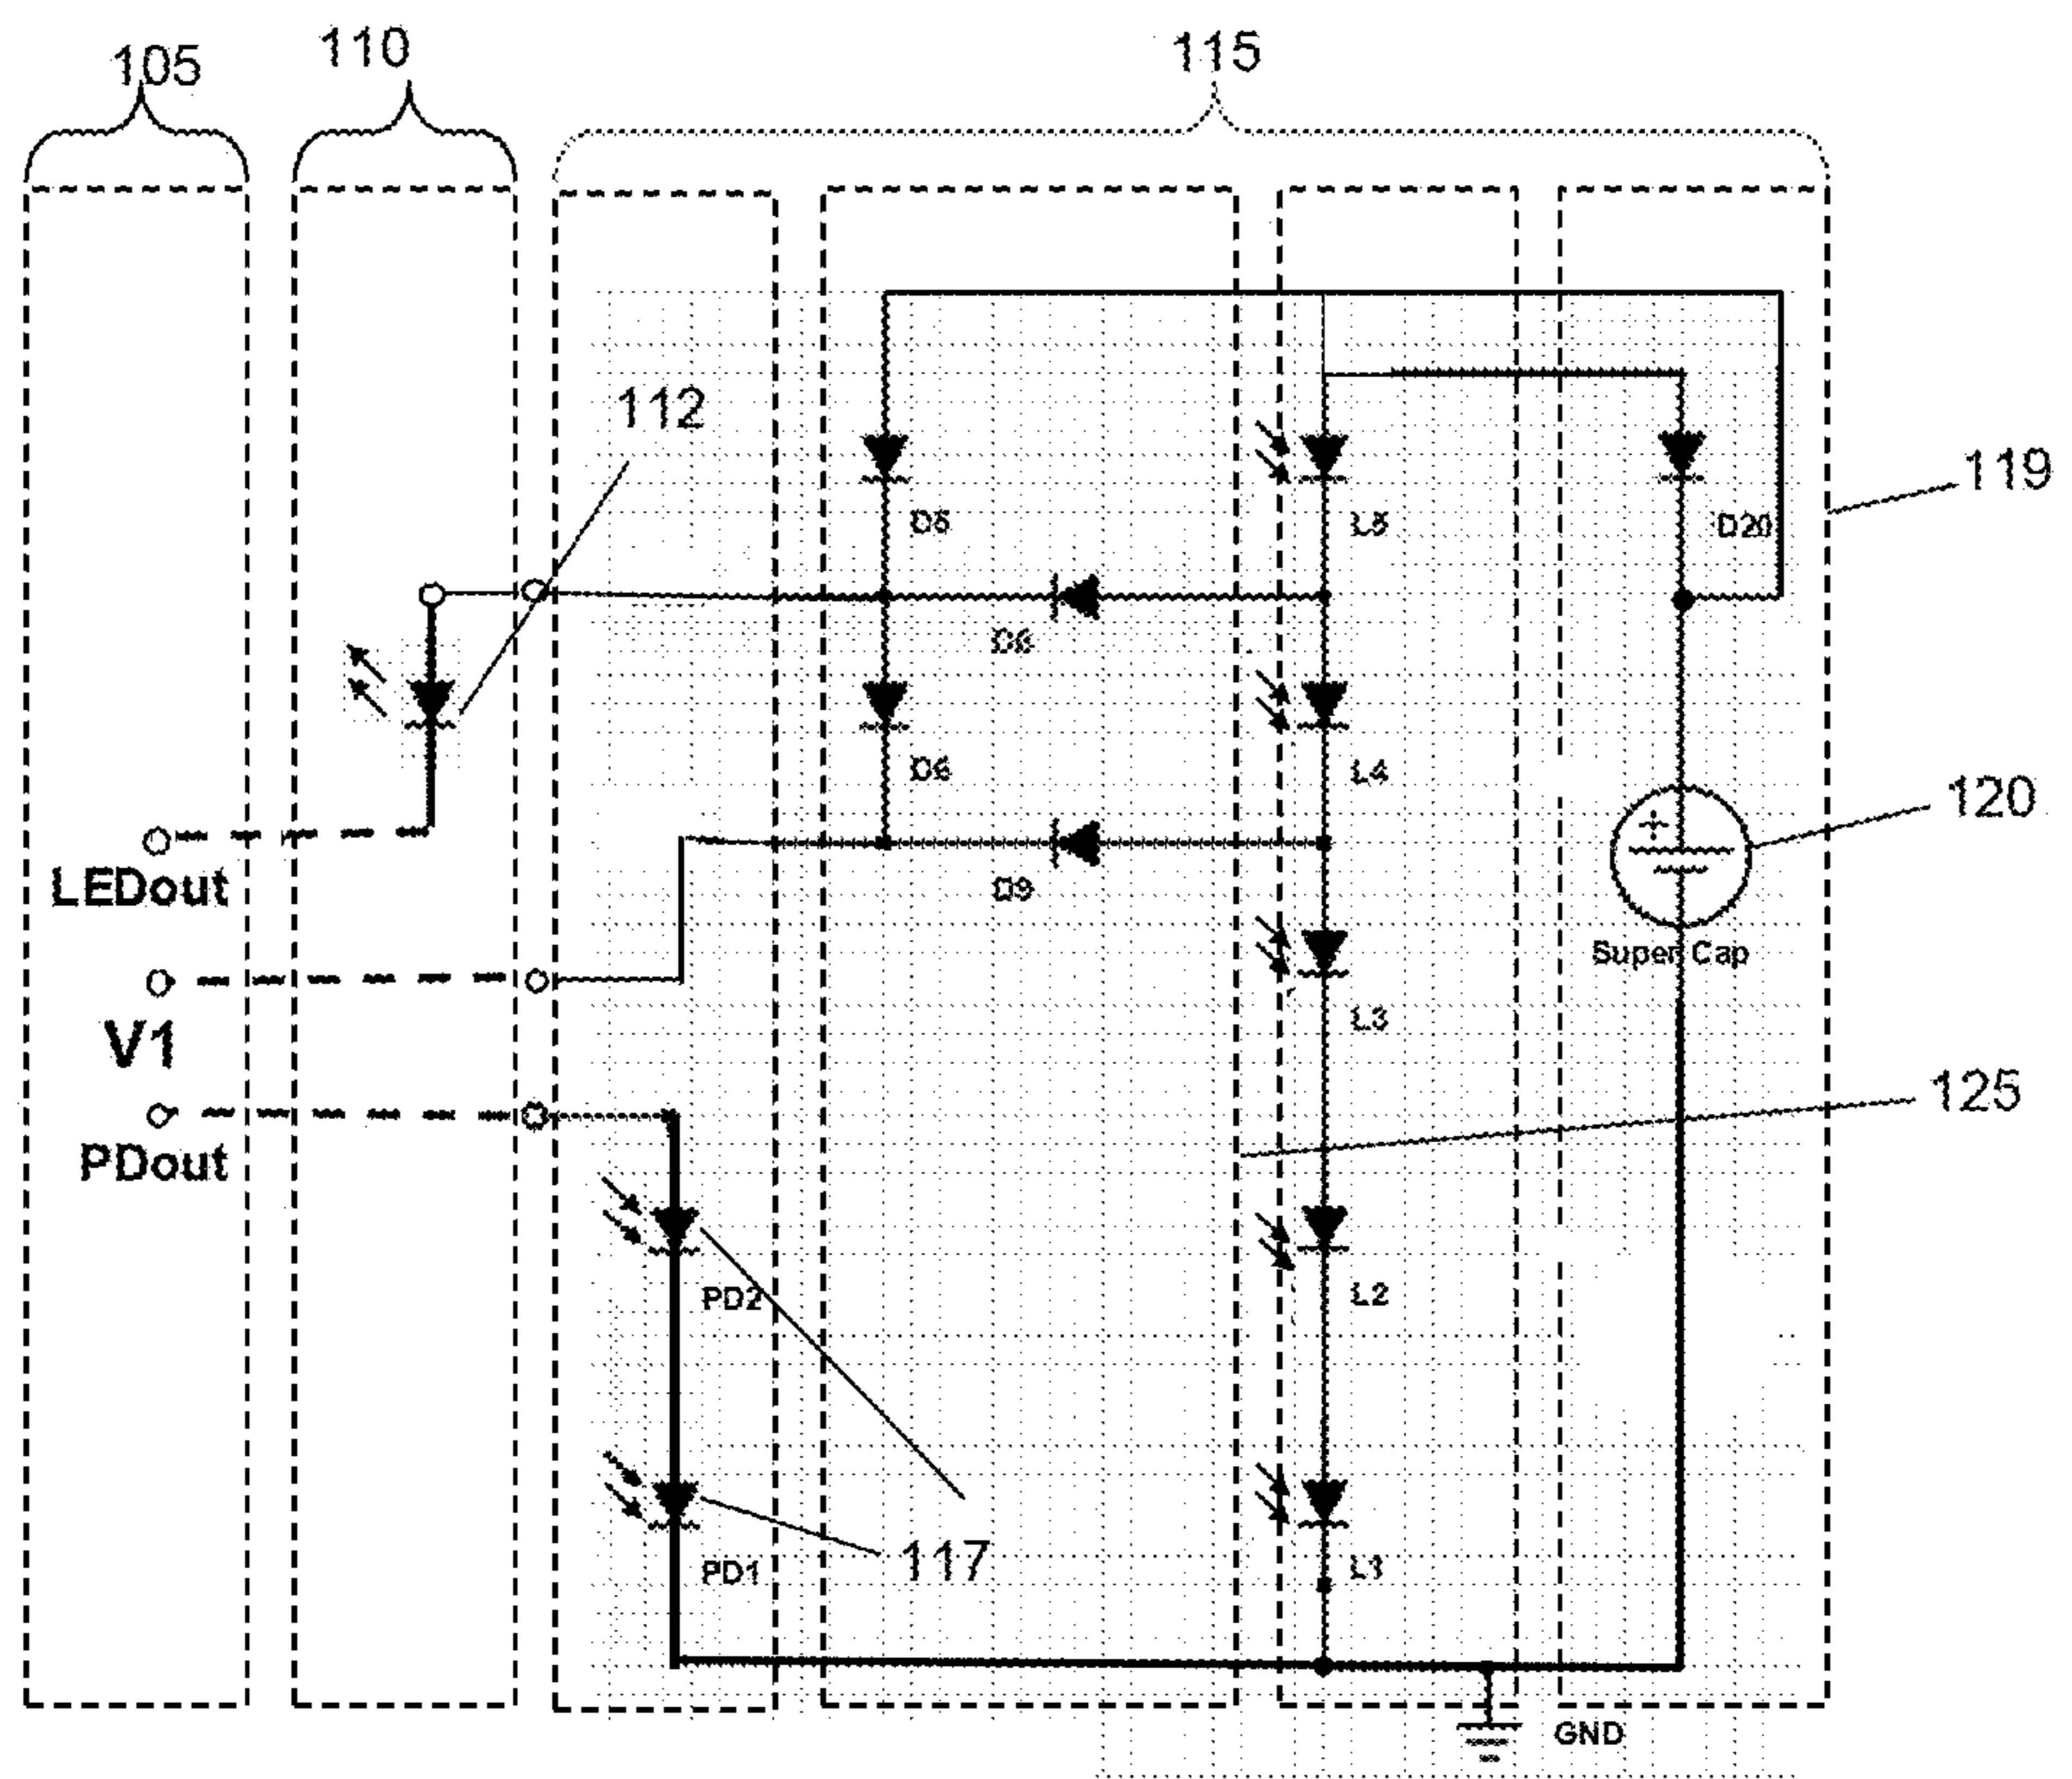 105
110
115
112
119
D5
L5
D20
D8
D6
L4
120
LEDout
D9
Super Cap
V1
L3
125
PDout
PD2
L2
117
PD1
L1
GND